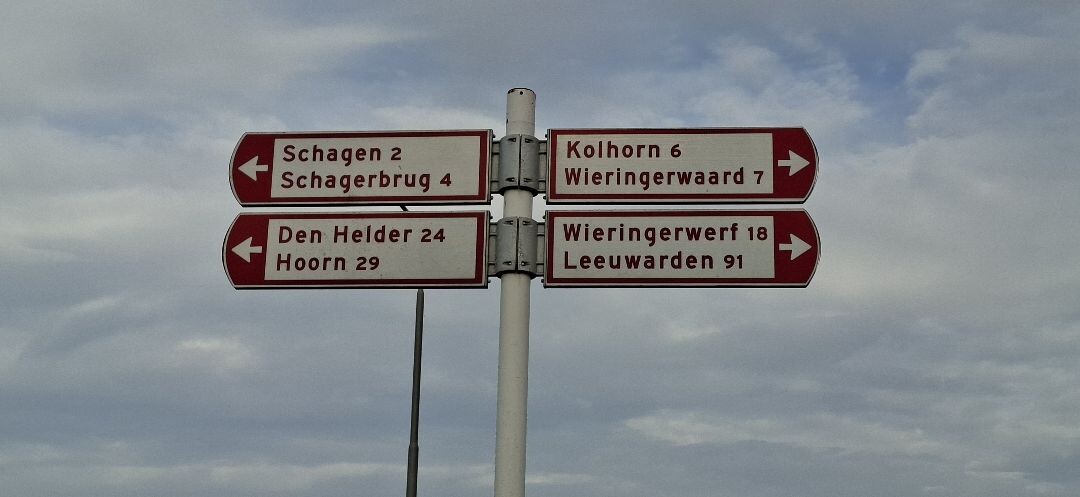 Schagen 2
Schagerbrug 4
Kolhorn 6
Wieringerwaard 7
Den Helder 24
Hoorn 29
Wieringerwerf 18
Leeuwarden 91